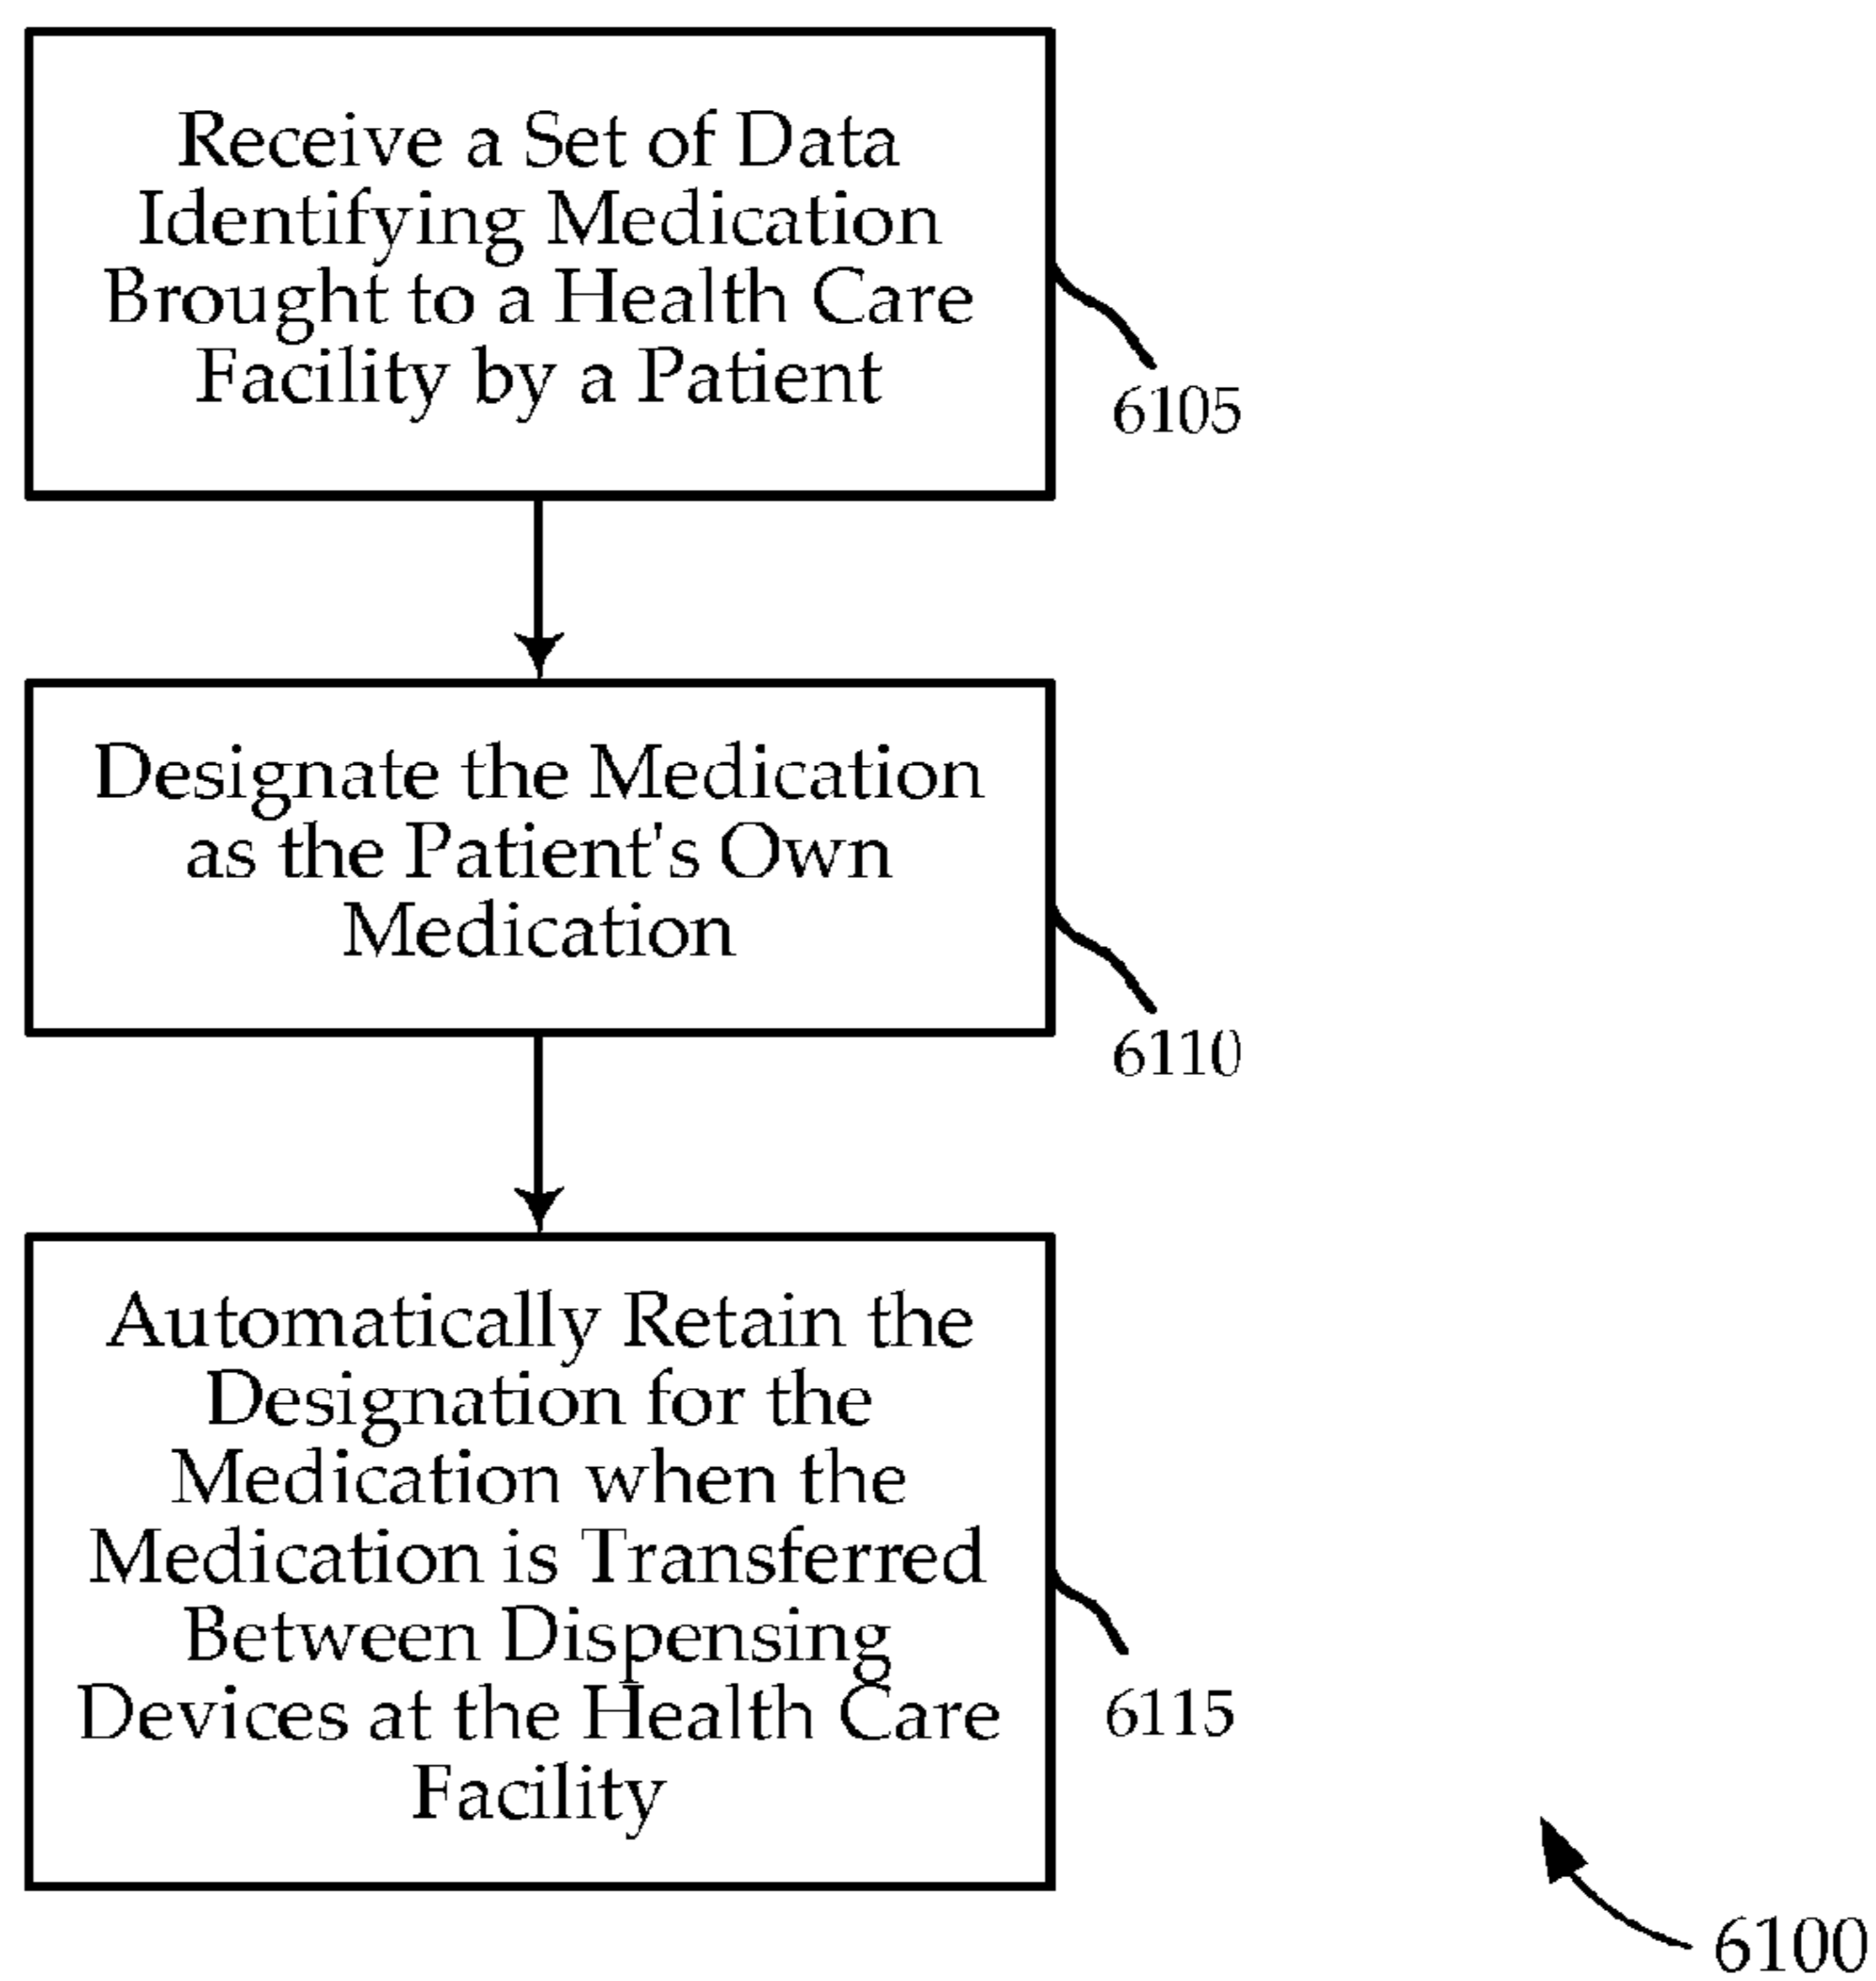 Receive a Set of Data
Identifying Medication
Brought to a Health Care
Facility by a Patient
6105
Designate the Medication
as the Patient's Own
Medication
6110
Automatically Retain the
Designation for the
Medication when the
Medication is Transferred
Between Dispensing
Devices at the Health Care
Facility
6115
6100